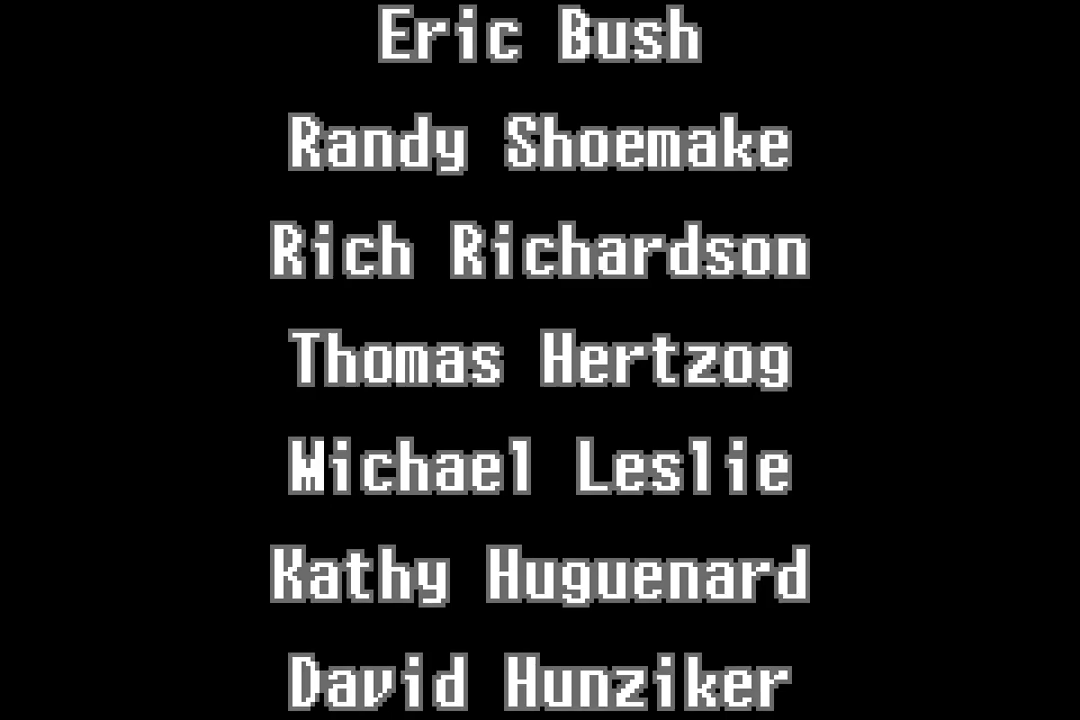 Eric Bush
Randy Shoemake
Rich Richardson
Thomas Hertzog
Michael Leslie
Kathy Huguenard
David Hunziker